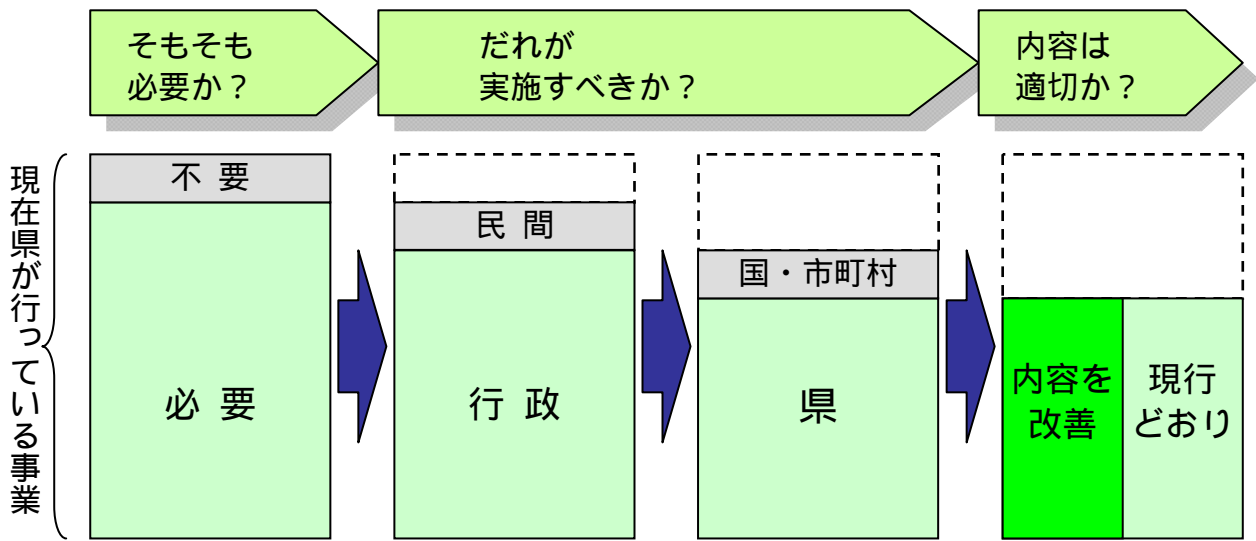 そもそも
必要か？
だれが
実施すべきか？
内容は
適切か？
現在県が行っている事業
不 要
必 要
民 間
行 政
国・市町村
県
内容を
改善
現行
どおり